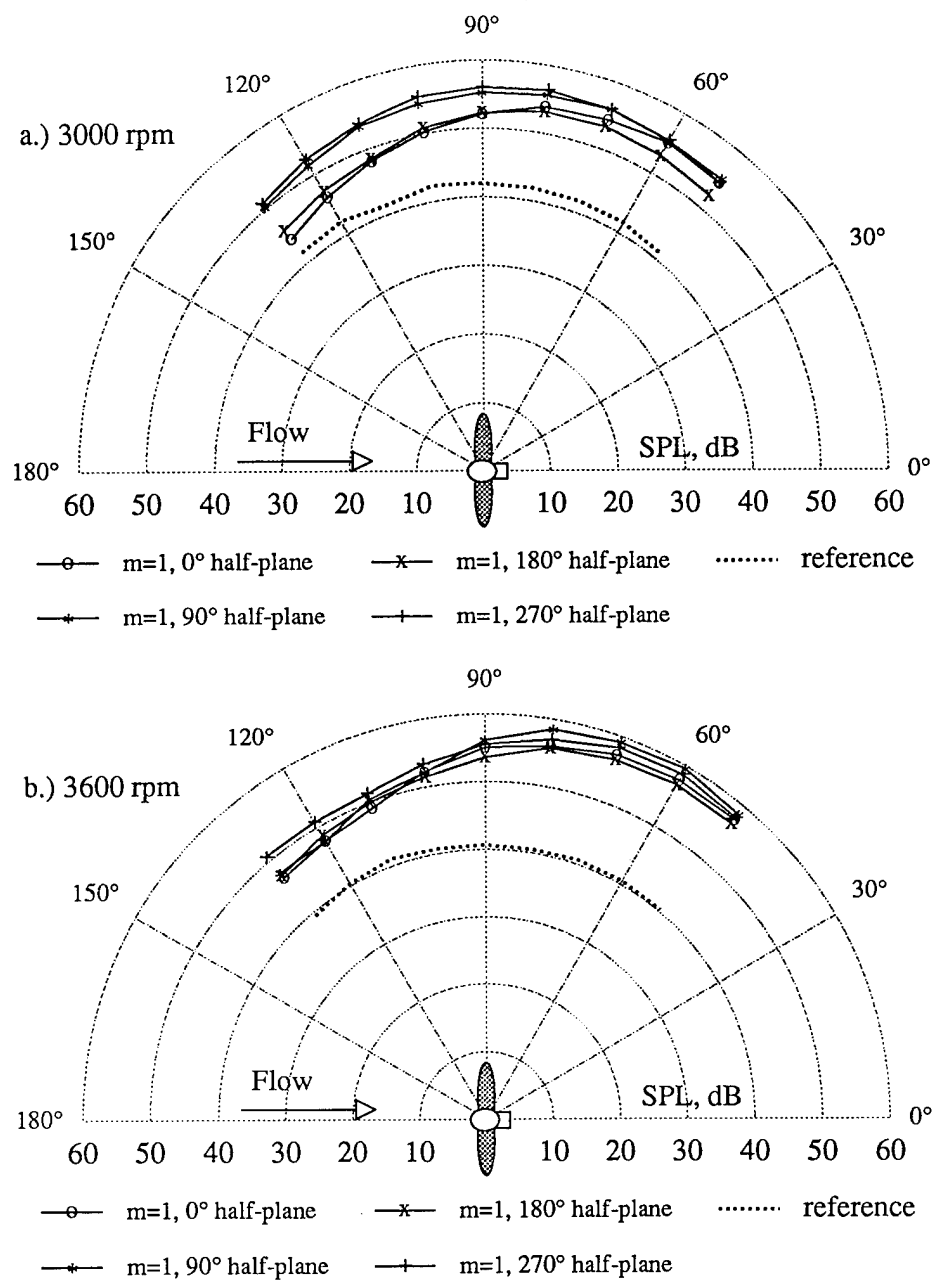 90°
120° 60°
a.) 3000 rpm
150° 30°
Flow SPL, dB
180° 0°
60 50 40 30 20 10 10 20 30 40 50 60
m=1, 0° half-plane m=1, 180° half-plane reference
m=1, 90° half-plane m=1, 270° half-plane
90°
120° 60°
b.) 3600 rpm
150° 30°
Flow SPL, dB
180° 0°
60 50 40 30 20 10 10 20 30 40 50 60
m=1, 0° half-plane m=1, 180° half-plane reference
m=1, 90° half-plane m=1, 270° half-plane